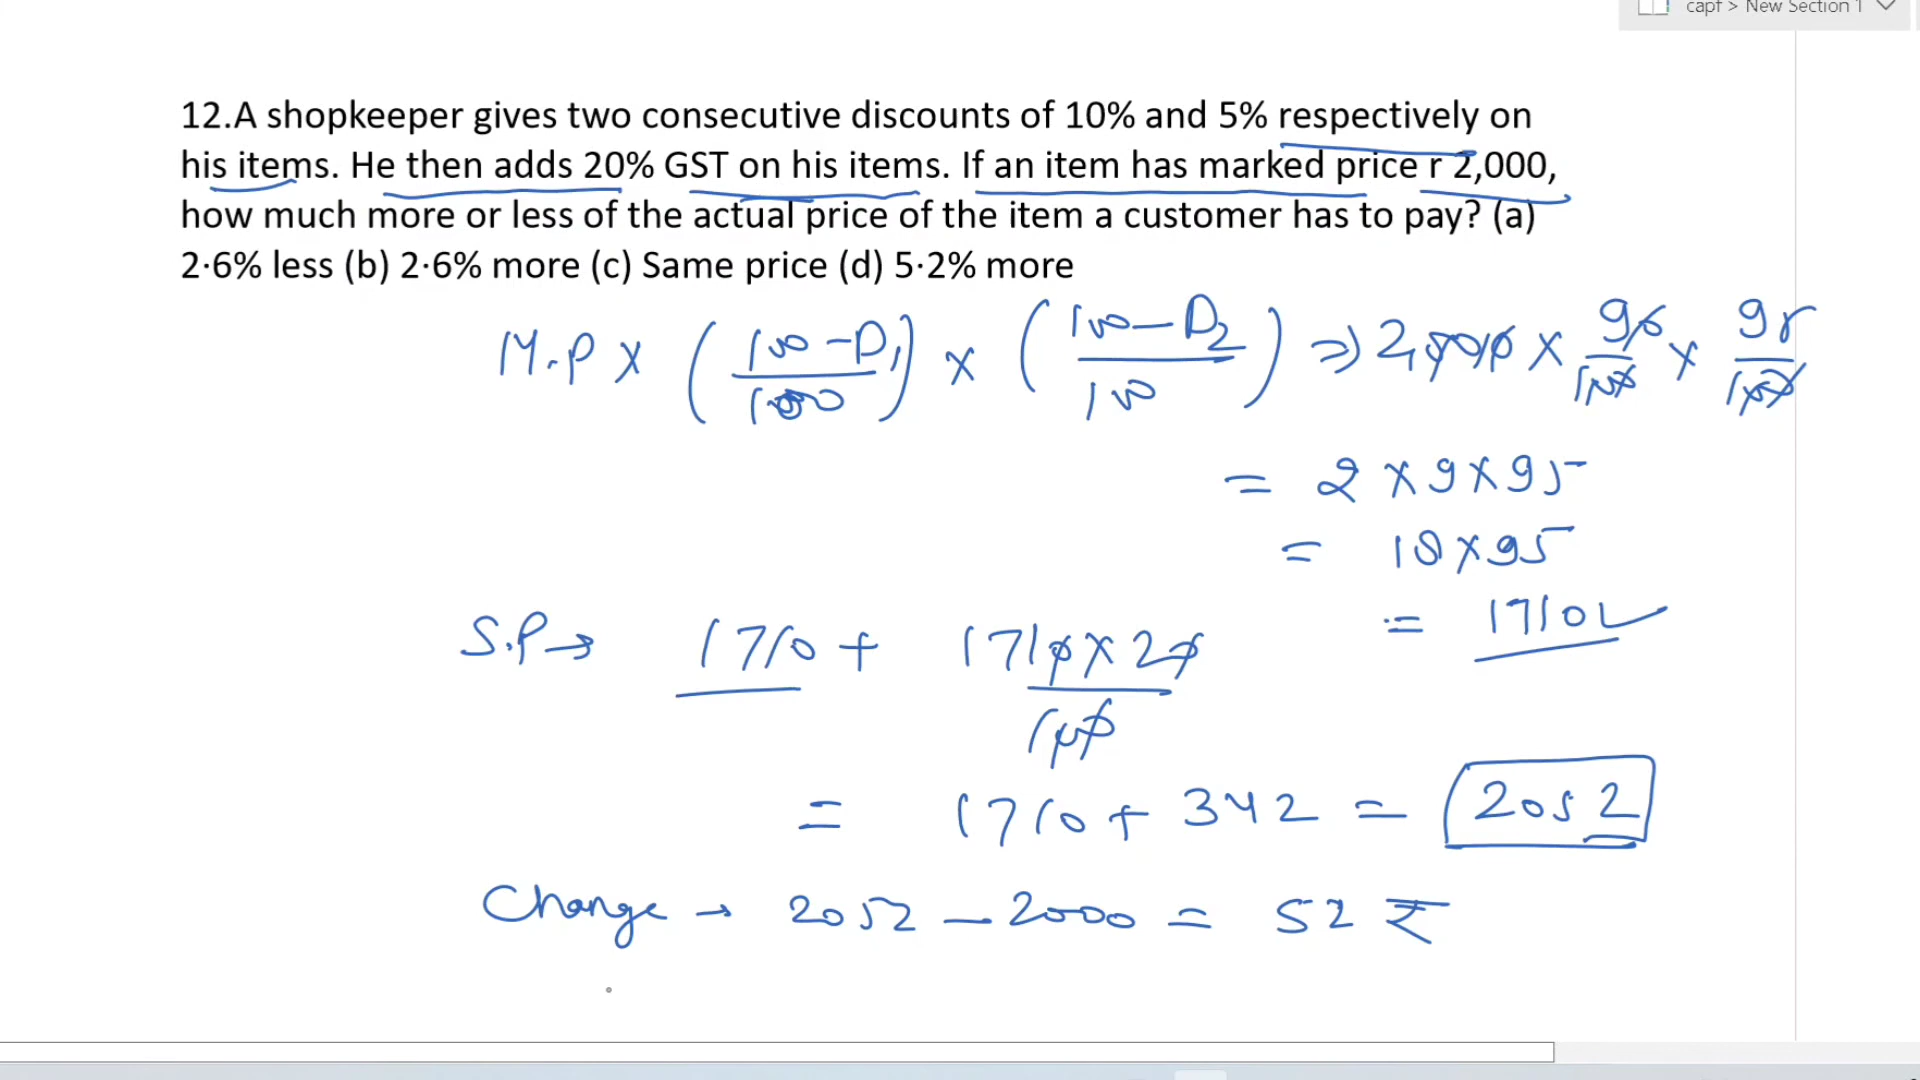 capf > New Section 1
12.A shopkeeper gives two consecutive discounts of 10% and 5% respectively on
his items. He then adds 20% GST on his items. If an item has marked price r 2,000,
how much more or less of the actual price of the item a customer has to pay? (a)
2·6% less (b) 2·6% more (c) Same price (d) 5·2% more
M.P × (100-D1/100) × (100-D2/100) ⇒ 2,000 × 90/100 × 95/100
= 2 × 9 × 95
= 18 × 95
= 1710
S.P → 1710 + 1710 × 20/100
= 1710 + 342 = 2052
Change → 2052 - 2000 = 52 ₹